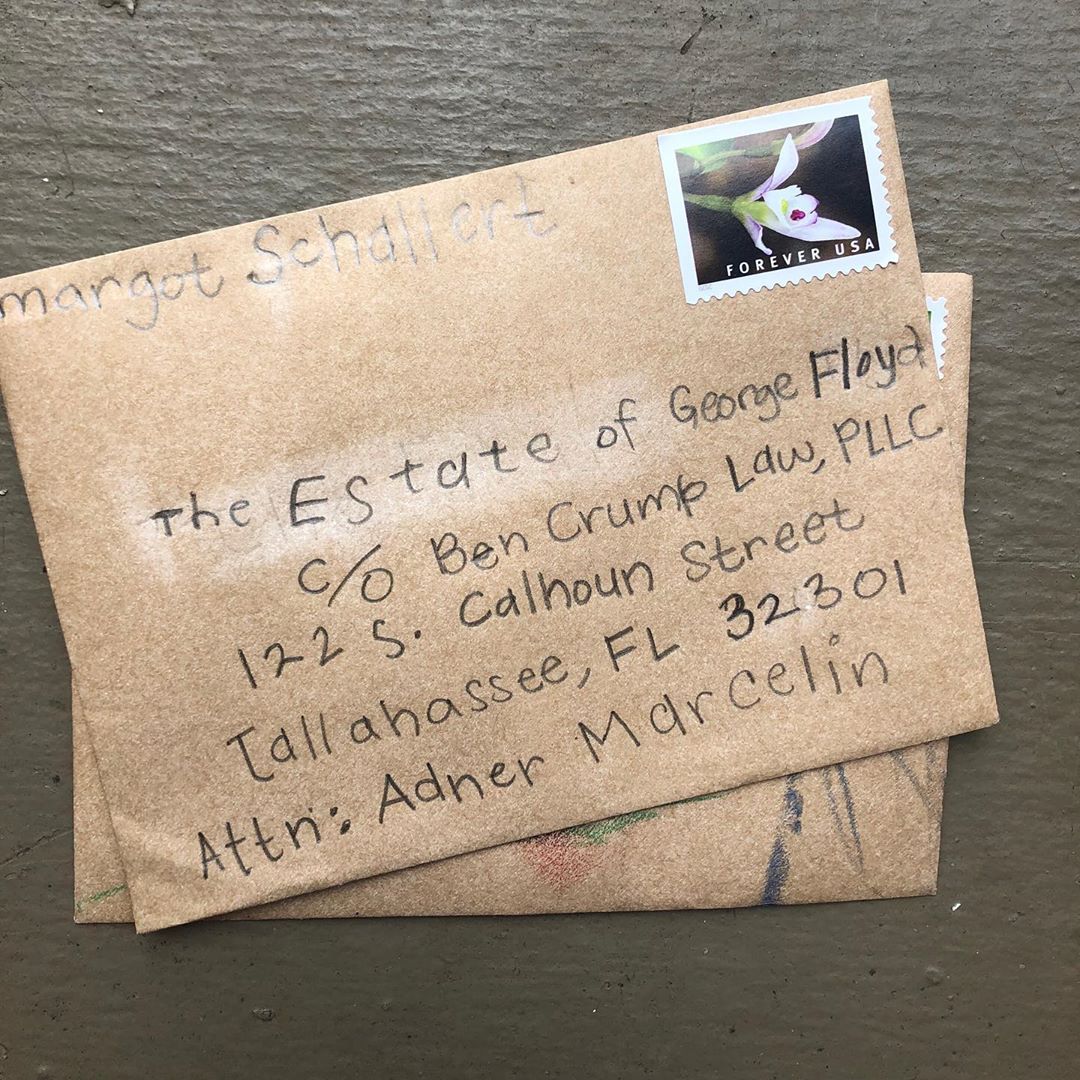 margot Schallert
FOREVER USA
The Estate of George Floyd
c/o Ben Crump Law, PLLC
122 S. Calhoun Street
Tallahassee, FL 32301
Attn: Adner Marcelin